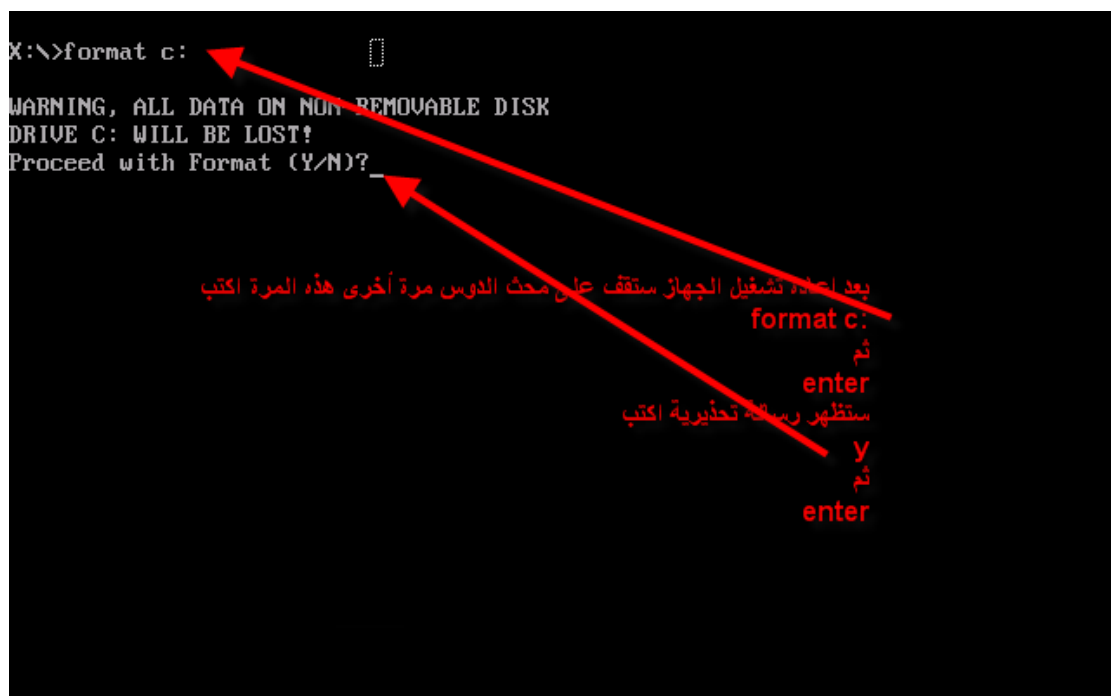 X:\>format c:
WARNING, ALL DATA ON NON REMOVABLE DISK
DRIVE C: WILL BE LOST!
Proceed with Format (Y/N)?_
بعد اعاده تشغيل الجهاز ستقف على محث الدوس مرة أخرى هذه المرة اكتب
format c:
ثم
enter
ستظهر رسالة تحذيرية اكتب
y
ثم
enter